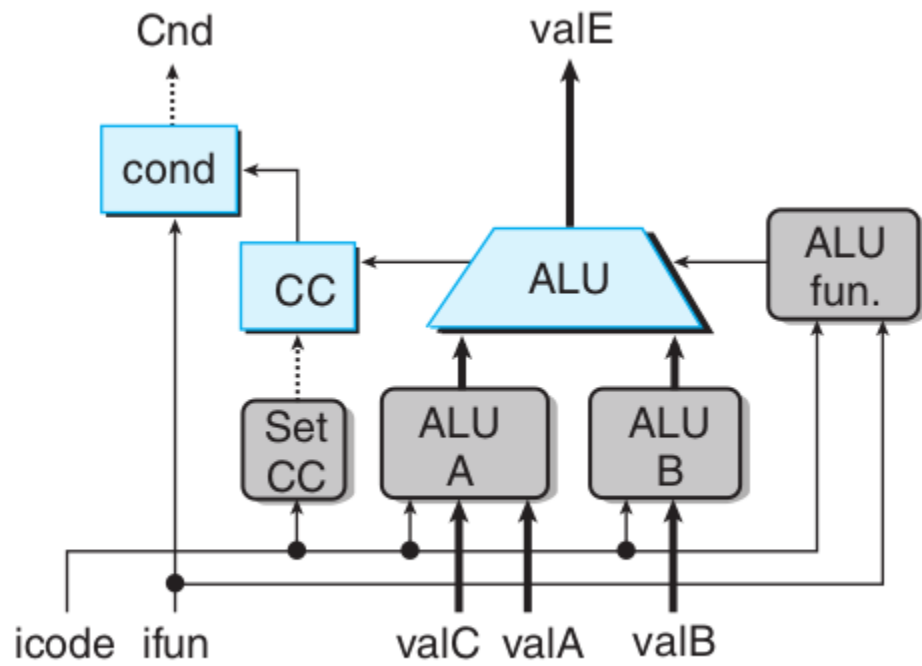 Cnd
valE
cond
CC
ALU
ALU
fun.
Set
CC
ALU
A
ALU
B
icode
ifun
valC
valA
valB